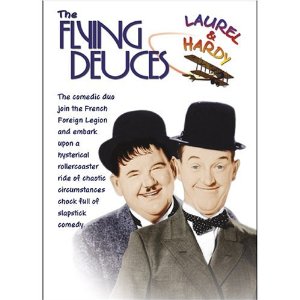 The
FLYING
DEUCES
LAUREL
&
HARDY
The comedic duo
join the French
Foreign Legion
and embark
upon a
hysterical
rollercoaster
ride of chaotic
circumstances
chock full of
slapstick
comedy.